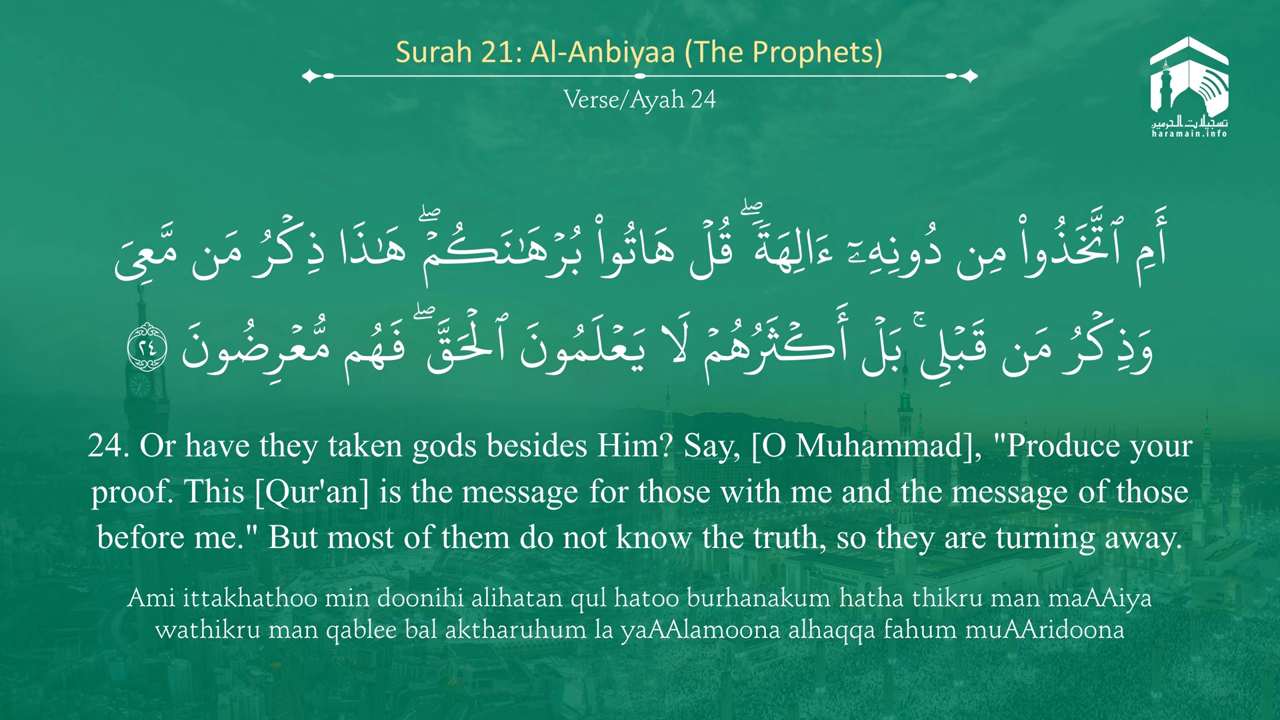 Surah 21: Al-Anbiyaa (The Prophets)
Verse/Ayah 24
تسجيلات الحرمين
haramain.info
أَمِ ٱتَّخَذُوا۟ مِن دُونِهِۦٓ ءَالِهَةً ۖ قُلْ هَاتُوا۟ بُرْهَـٰنَكُمْ ۖ هَـٰذَا ذِكْرُ مَن مَّعِىَ
وَذِكْرُ مَن قَبْلِى ۚ بَلْ أَكْثَرُهُمْ لَا يَعْلَمُونَ ٱلْحَقَّ ۖ فَهُم مُّعْرِضُونَ ٢٤
24. Or have they taken gods besides Him? Say, [O Muhammad], "Produce your
proof. This [Qur'an] is the message for those with me and the message of those
before me." But most of them do not know the truth, so they are turning away.
Ami ittakhathoo min doonihi alihatan qul hatoo burhanakum hatha thikru man maAAiya
wathikru man qablee bal aktharuhum la yaAAlamoona alhaqqa fahum muAAridoona